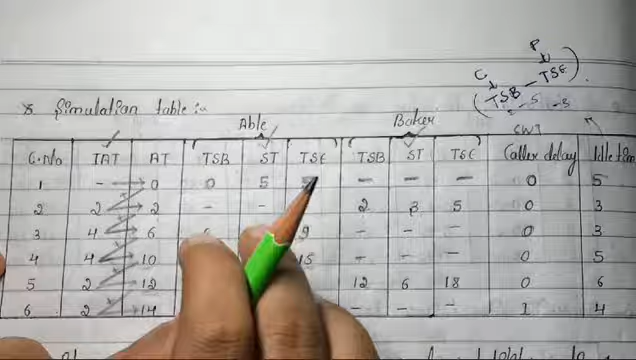 P
C
(TSB - TSE)
8. Simulation table :-
Able Baker
CWT
C.no IAT AT TSB ST TSE TSB ST TSE Caller delay Idle tim
1 - 0 0 5 - - - 0 5
2 2 2 - - 2 3 5 0 3
3 4 6 9 - - - 0 3
4 4 10 15 - - - 0 5
5 2 12 12 6 18 0 6
6 2 14 - - - 1 4